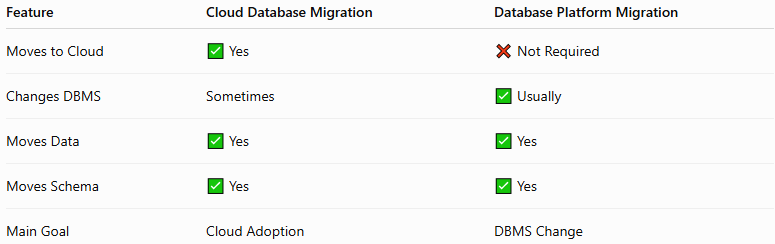 Feature Cloud Database Migration Database Platform Migration
Moves to Cloud ✅ Yes ❌ Not Required
Changes DBMS Sometimes ✅ Usually
Moves Data ✅ Yes ✅ Yes
Moves Schema ✅ Yes ✅ Yes
Main Goal Cloud Adoption DBMS Change